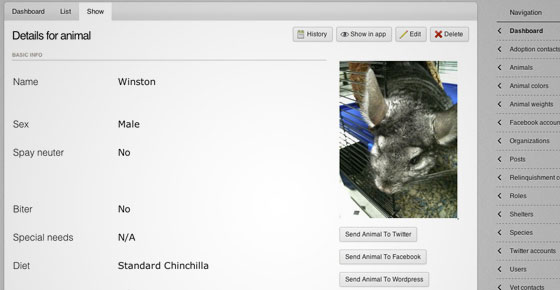 Dashboard List Show
Navigation
Details for animal
History Show in app Edit Delete
BASIC INFO
Name Winston
Sex Male
Spay neuter No
Biter No
Special needs N/A
Diet Standard Chinchilla
Send Animal To Twitter
Send Animal To Facebook
Send Animal To Wordpress
Dashboard
Adoption contacts
Animals
Animal colors
Animal weights
Facebook accoun
Organizations
Posts
Relinquishment c
Roles
Shelters
Species
Twitter accounts
Users
Vet contacts